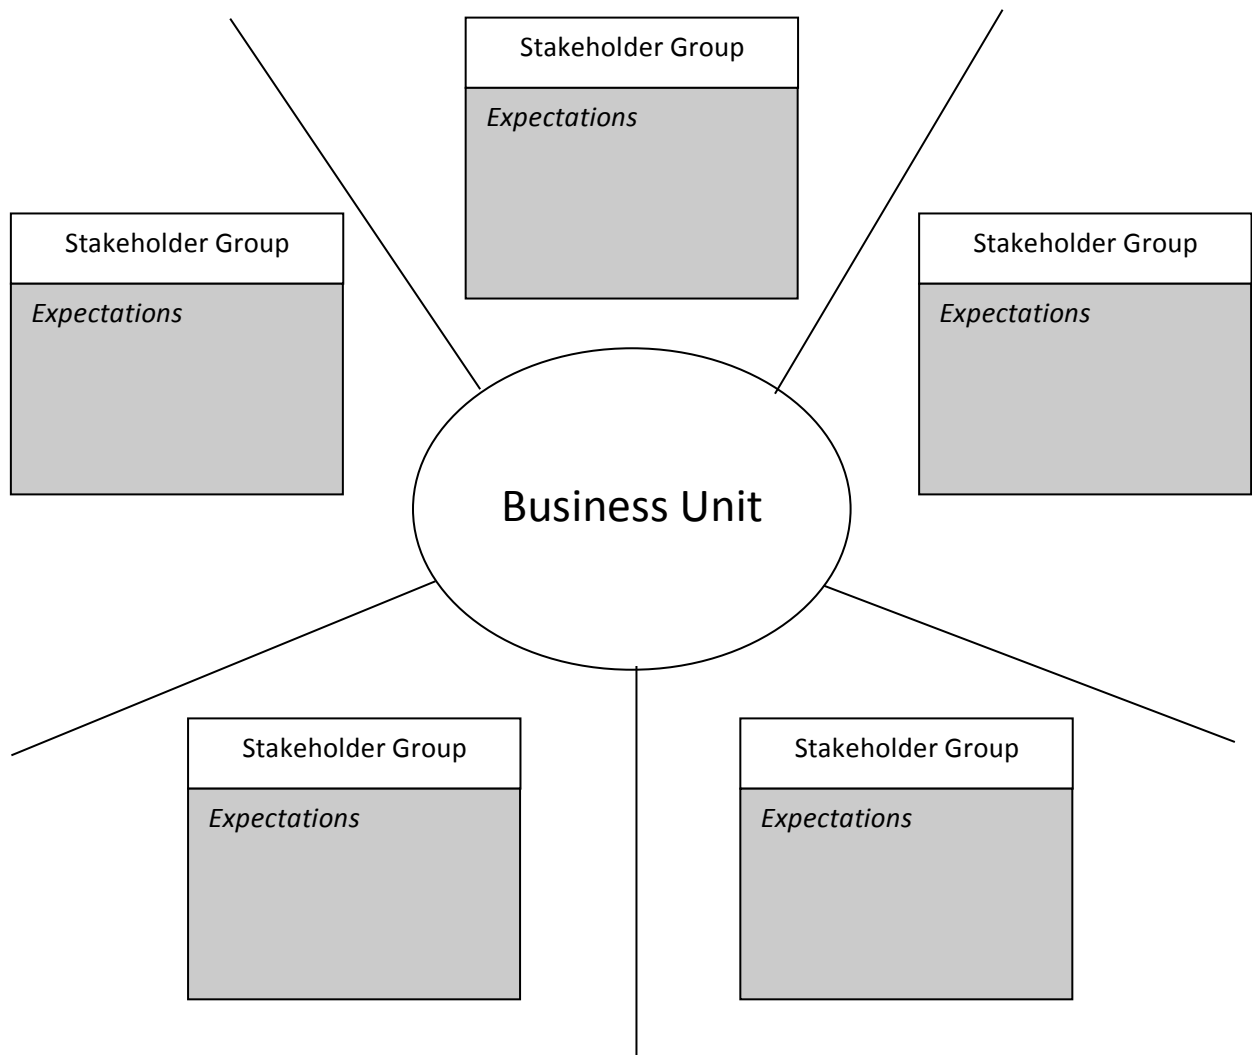 Stakeholder Group
Expectations
Stakeholder Group
Expectations
Stakeholder Group
Expectations
Business Unit
Stakeholder Group
Expectations
Stakeholder Group
Expectations